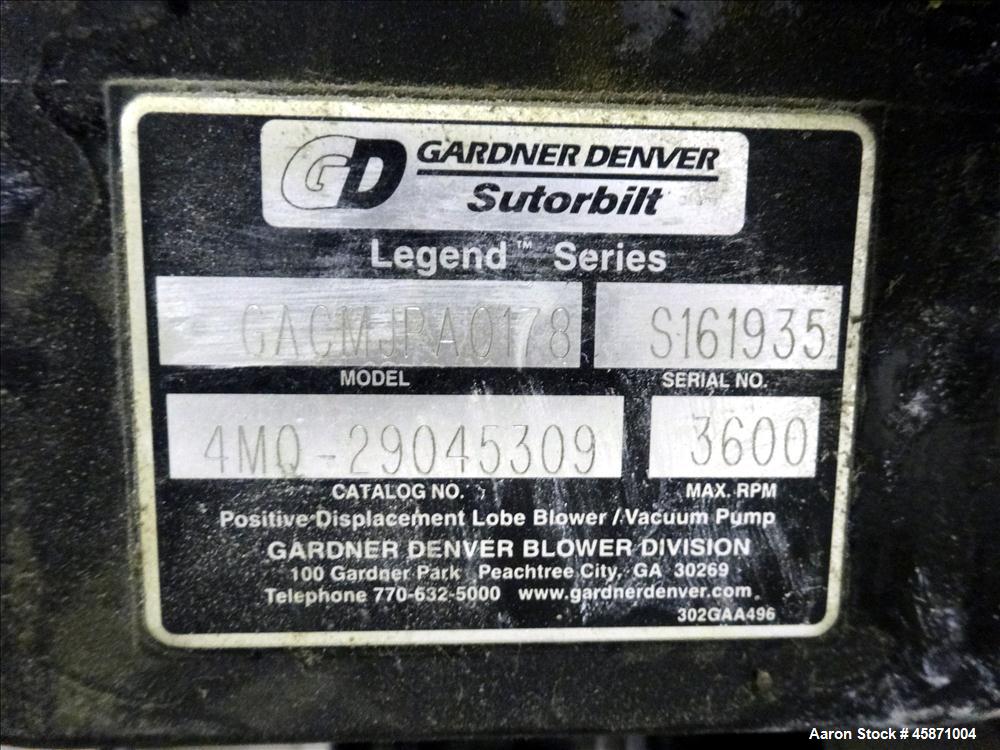 GD GARDNER DENVER
Sutorbilt
Legend™ Series
GACMJPA0178 S161935
MODEL SERIAL NO.
4MQ-29045309 3600
CATALOG NO. MAX. RPM
Positive Displacement Lobe Blower / Vacuum Pump
GARDNER DENVER BLOWER DIVISION
100 Gardner Park Peachtree City, GA 30269
Telephone 770-632-5000 www.gardnerdenver.com
302GAA496
Aaron Stock # 45871004